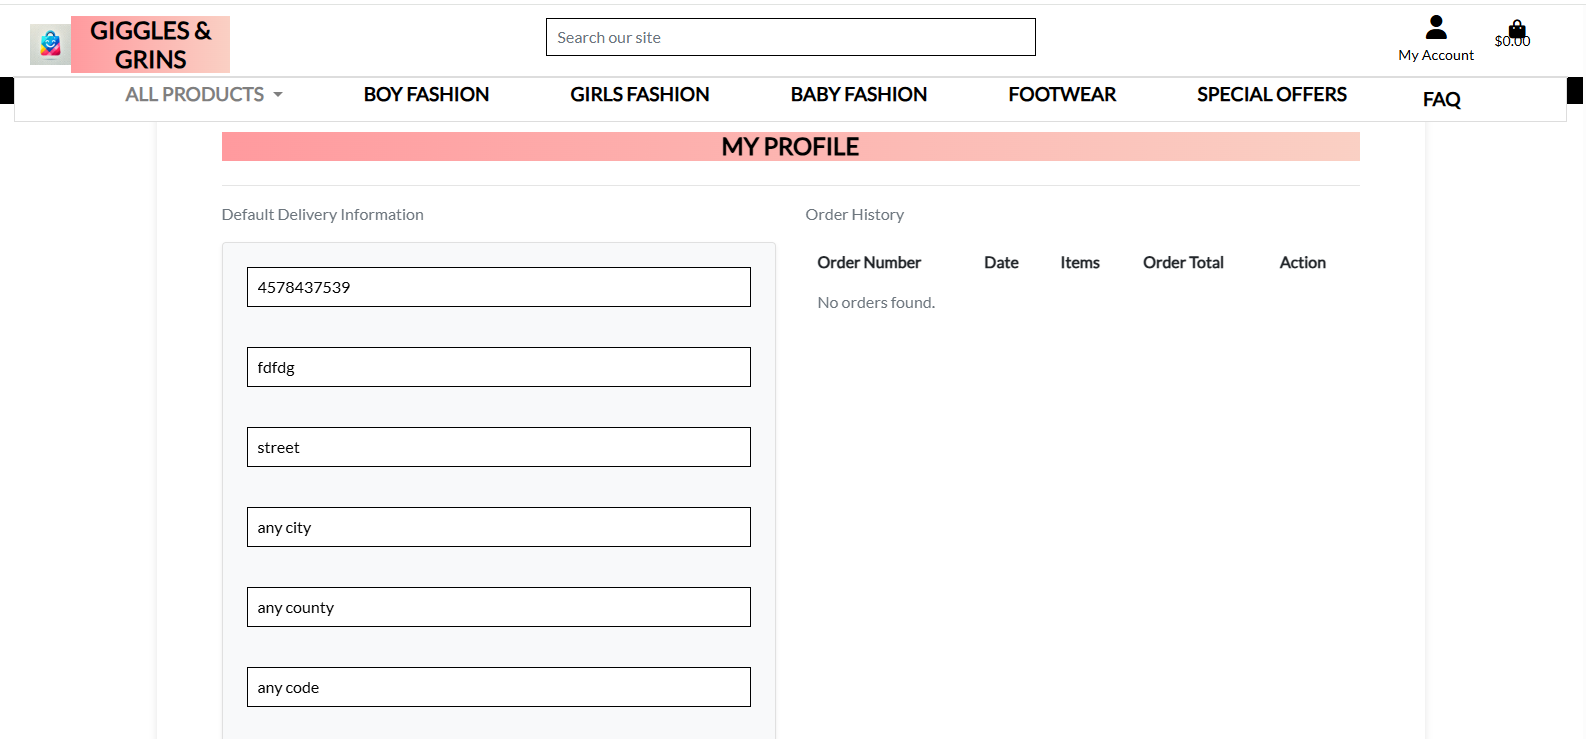 GIGGLES &
GRINS
Search our site
My Account
$0.00
ALL PRODUCTS
BOY FASHION
GIRLS FASHION
BABY FASHION
FOOTWEAR
SPECIAL OFFERS
FAQ
MY PROFILE
Default Delivery Information
4578437539
fdfdg
street
any city
any county
any code
Order History
Order Number Date Items Order Total Action
No orders found.